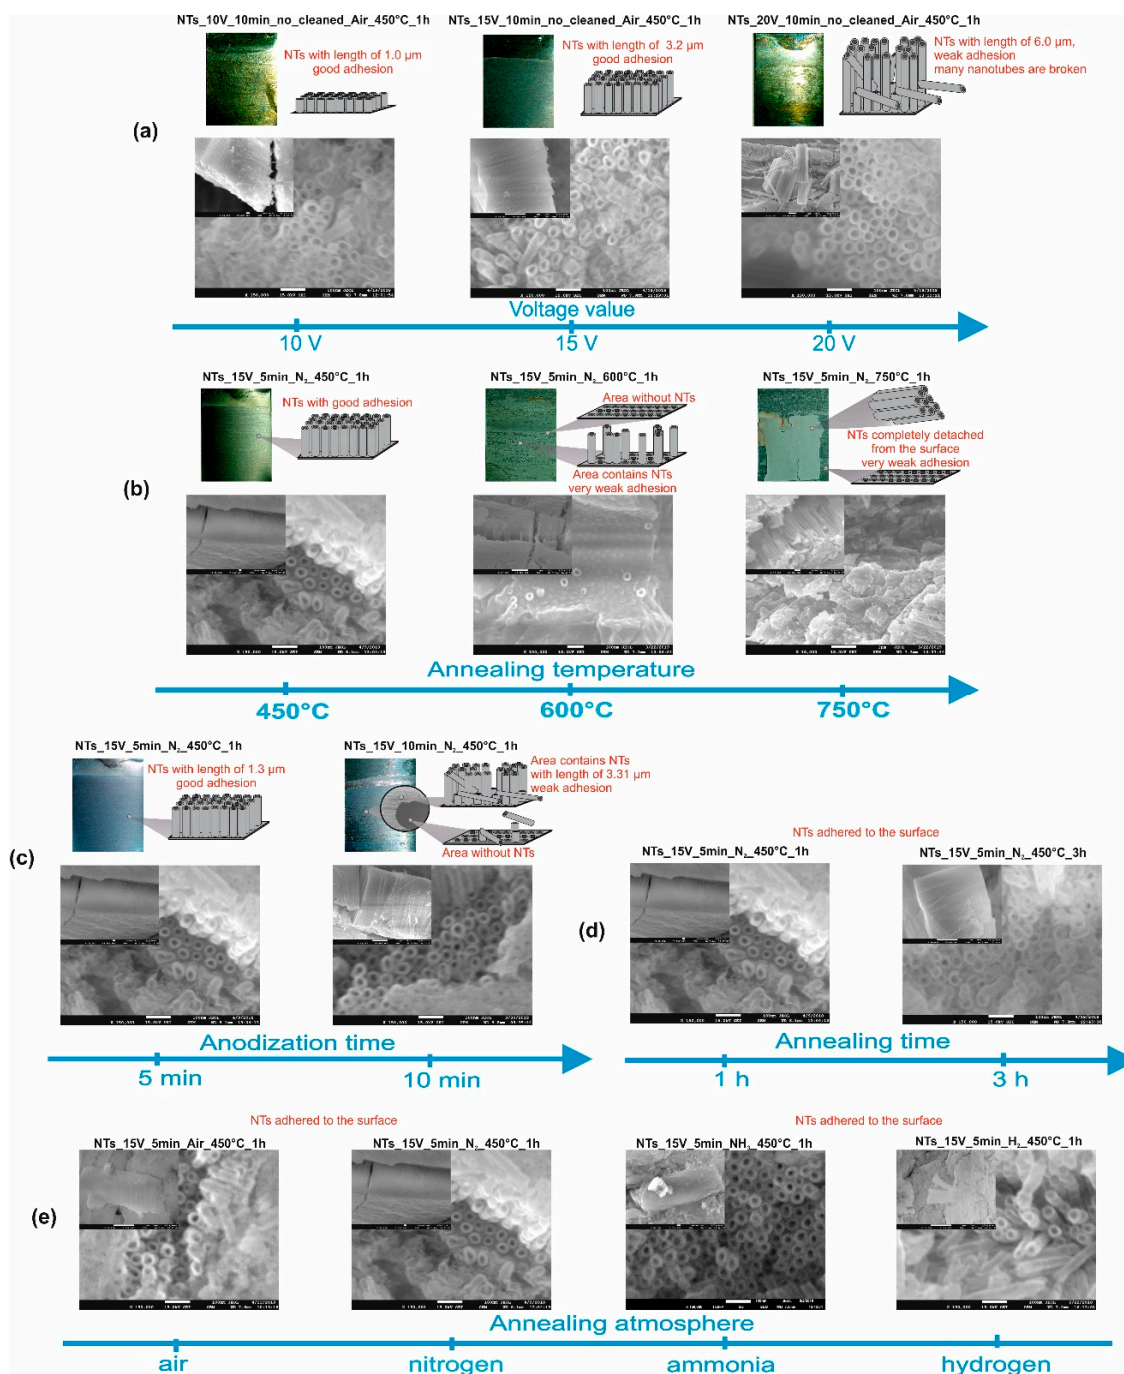 NTs_10V_10min_no_cleaned_Air_450°C_1h
NTs_15V_10min_no_cleaned_Air_450°C_1h
NTs_20V_10min_no_cleaned_Air_450°C_1h
NTs with length of 1.0 µm
good adhesion
NTs with length of 3.2 µm
good adhesion
NTs with length of 6.0 µm,
weak adhesion
many nanotubes are broken
(a)
Voltage value
10 V
15 V
20 V
NTs_15V_5min_N₂_450°C_1h
NTs_15V_5min_N₂_600°C_1h
NTs_15V_5min_N₂_750°C_1h
NTs with good adhesion
Area without NTs
Area contains NTs
very weak adhesion
NTs completely detached
from the surface
very weak adhesion
(b)
Annealing temperature
450°C
600°C
750°C
NTs_15V_5min_N₂_450°C_1h
NTs_15V_10min_N₂_450°C_1h
NTs with length of 1.3 µm
good adhesion
Area contains NTs
with length of 3.31 µm
weak adhesion
Area without NTs
(c)
Anodization time
5 min
10 min
NTs adhered to the surface
NTs_15V_5min_N₂_450°C_1h
NTs_15V_5min_N₂_450°C_3h
(d)
Annealing time
1 h
3 h
NTs adhered to the surface
NTs adhered to the surface
NTs_15V_5min_Air_450°C_1h
NTs_15V_5min_N₂_450°C_1h
NTs_15V_5min_NH₃_450°C_1h
NTs_15V_5min_H₂_450°C_1h
(e)
Annealing atmosphere
air
nitrogen
ammonia
hydrogen